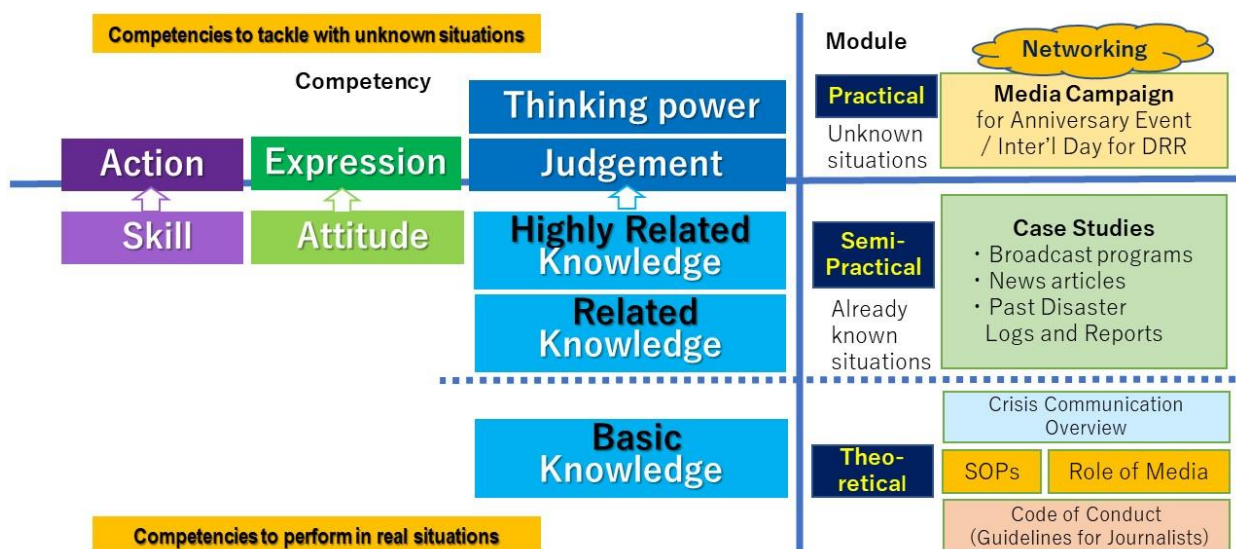 Competencies to tackle with unknown situations
Competency
Thinking power
Action
Expression
Judgement
Skill
Attitude
Highly Related
Knowledge
Related
Knowledge
Basic
Knowledge
Competencies to perform in real situations
Module
Networking
Practical
Unknown
situations
Media Campaign
for Anniversary Event
/ Inter'l Day for DRR
Semi-
Practical
Already
known
situations
Case Studies
・Broadcast programs
・News articles
・Past Disaster
Logs and Reports
Theo-
retical
Crisis Communication
Overview
SOPs
Role of Media
Code of Conduct
(Guidelines for Journalists)